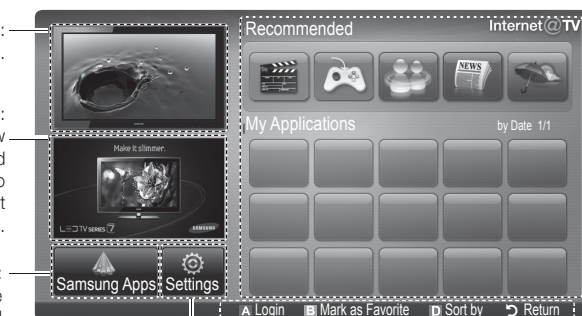 :
.
:
w
d
o
t
.
:
e
Recommended
Internet@TV
NEWS
My Applications
by Date 1/1
Make it slimmer.
LED TV SERIES 7
SAMSUNG
Samsung Apps
Settings
A Login B Mark as Favorite D Sort by Return